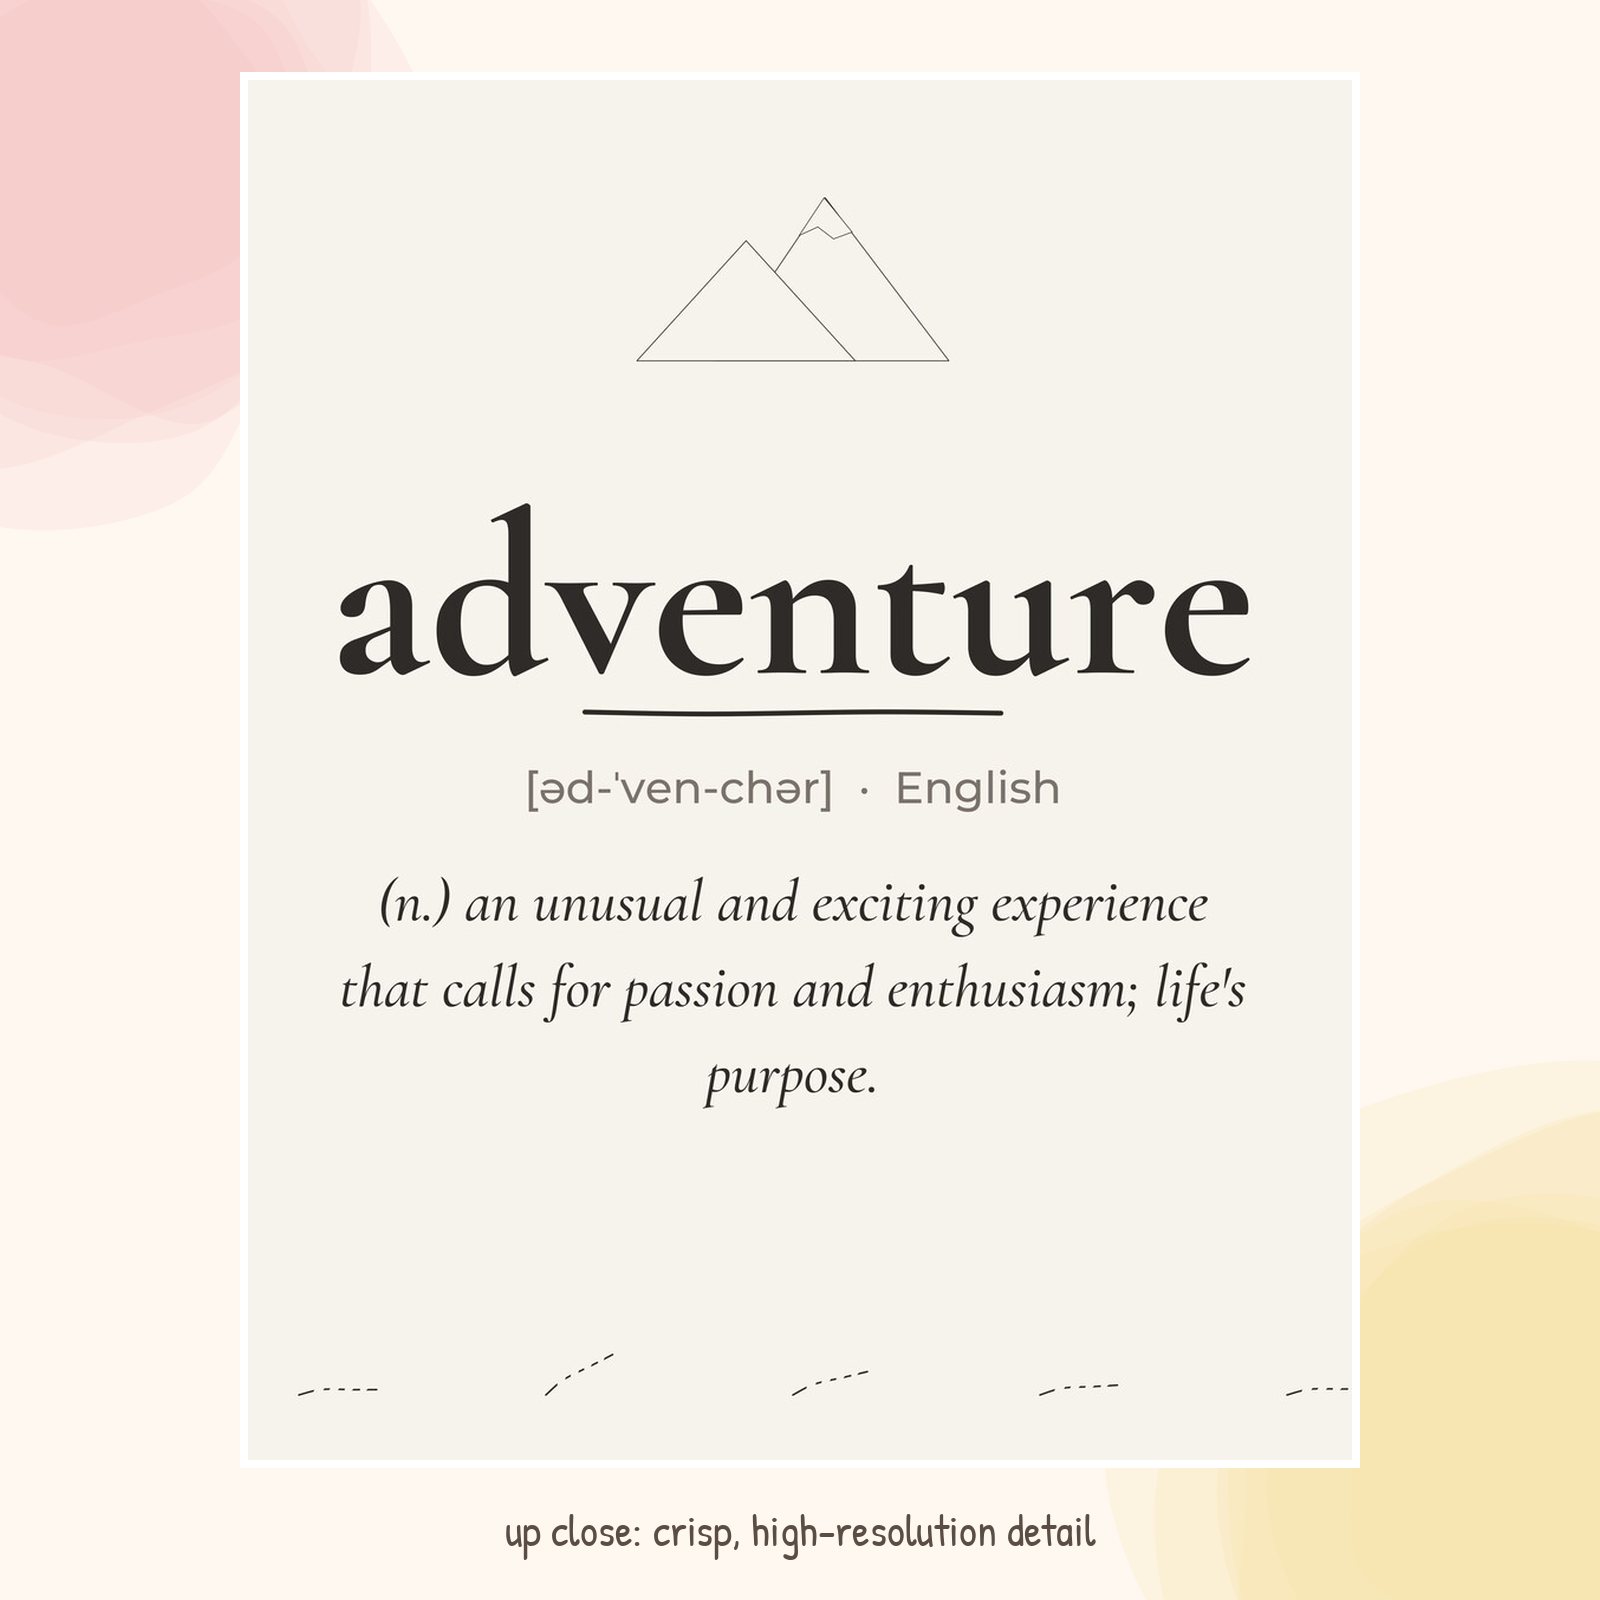 adventure
[əd-ˈven-chər] · English
(n.) an unusual and exciting experience
that calls for passion and enthusiasm; life's
purpose.
up close: crisp, high-resolution detail